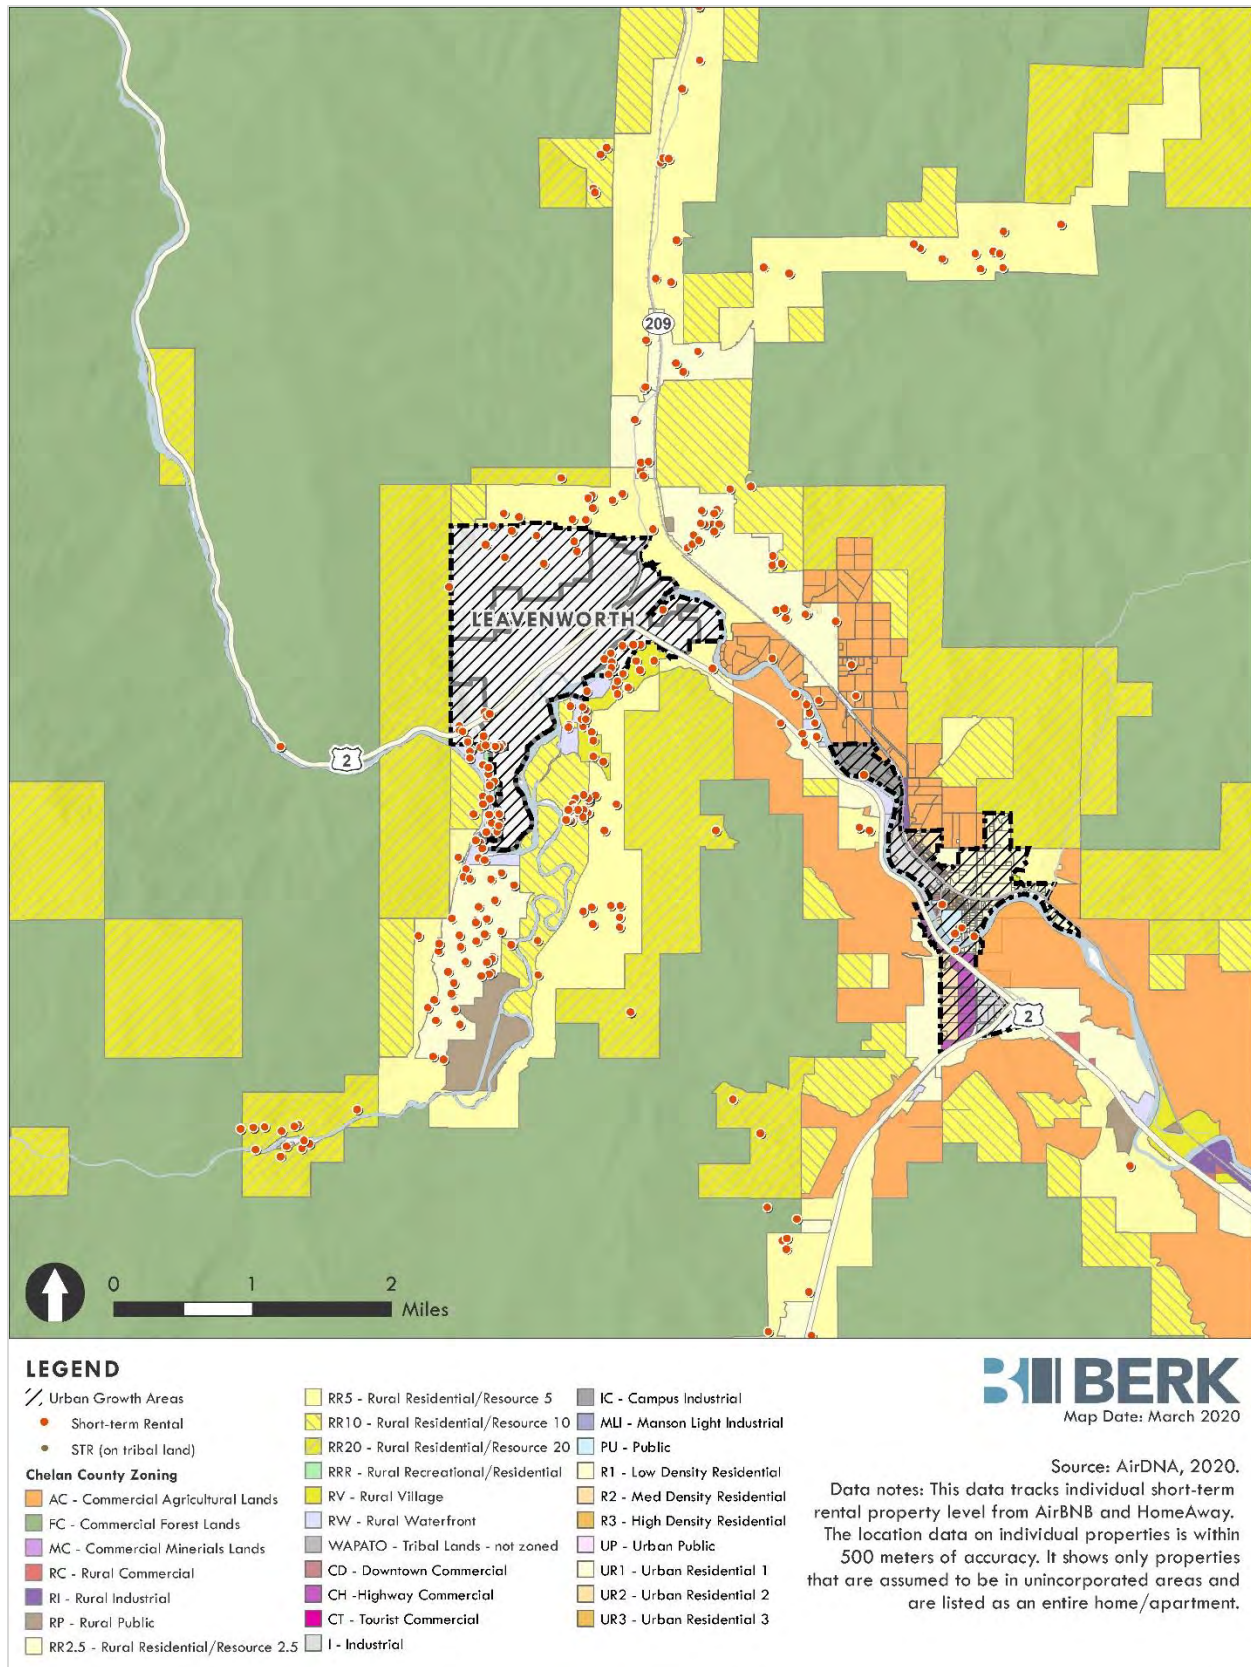 209
LEAVENWORTH
2
2
0 1 2
Miles
LEGEND
Urban Growth Areas
Short-term Rental
STR (on tribal land)
Chelan County Zoning
AC - Commercial Agricultural Lands
FC - Commercial Forest Lands
MC - Commercial Minerals Lands
RC - Rural Commercial
RI - Rural Industrial
RP - Rural Public
RR2.5 - Rural Residential/Resource 2.5
RR5 - Rural Residential/Resource 5
RR10 - Rural Residential/Resource 10
RR20 - Rural Residential/Resource 20
RRR - Rural Recreational/Residential
RV - Rural Village
RW - Rural Waterfront
WAPATO - Tribal Lands - not zoned
CD - Downtown Commercial
CH -Highway Commercial
CT - Tourist Commercial
I - Industrial
IC - Campus Industrial
MLI - Manson Light Industrial
PU - Public
R1 - Low Density Residential
R2 - Med Density Residential
R3 - High Density Residential
UP - Urban Public
UR1 - Urban Residential 1
UR2 - Urban Residential 2
UR3 - Urban Residential 3
BERK
Map Date: March 2020
Source: AirDNA, 2020.
Data notes: This data tracks individual short-term
rental property level from AirBNB and HomeAway.
The location data on individual properties is within
500 meters of accuracy. It shows only properties
that are assumed to be in unincorporated areas and
are listed as an entire home/apartment.